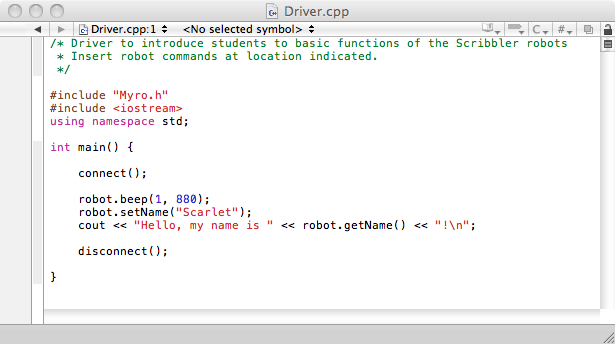 Driver.cpp
Driver.cpp:1 <No selected symbol>
C #
/* Driver to introduce students to basic functions of the Scribbler robots
 * Insert robot commands at location indicated.
 */
#include "Myro.h"
#include <iostream>
using namespace std;
int main() {
    connect();
    robot.beep(1, 880);
    robot.setName("Scarlet");
    cout << "Hello, my name is " << robot.getName() << "!\n";
    disconnect();
}